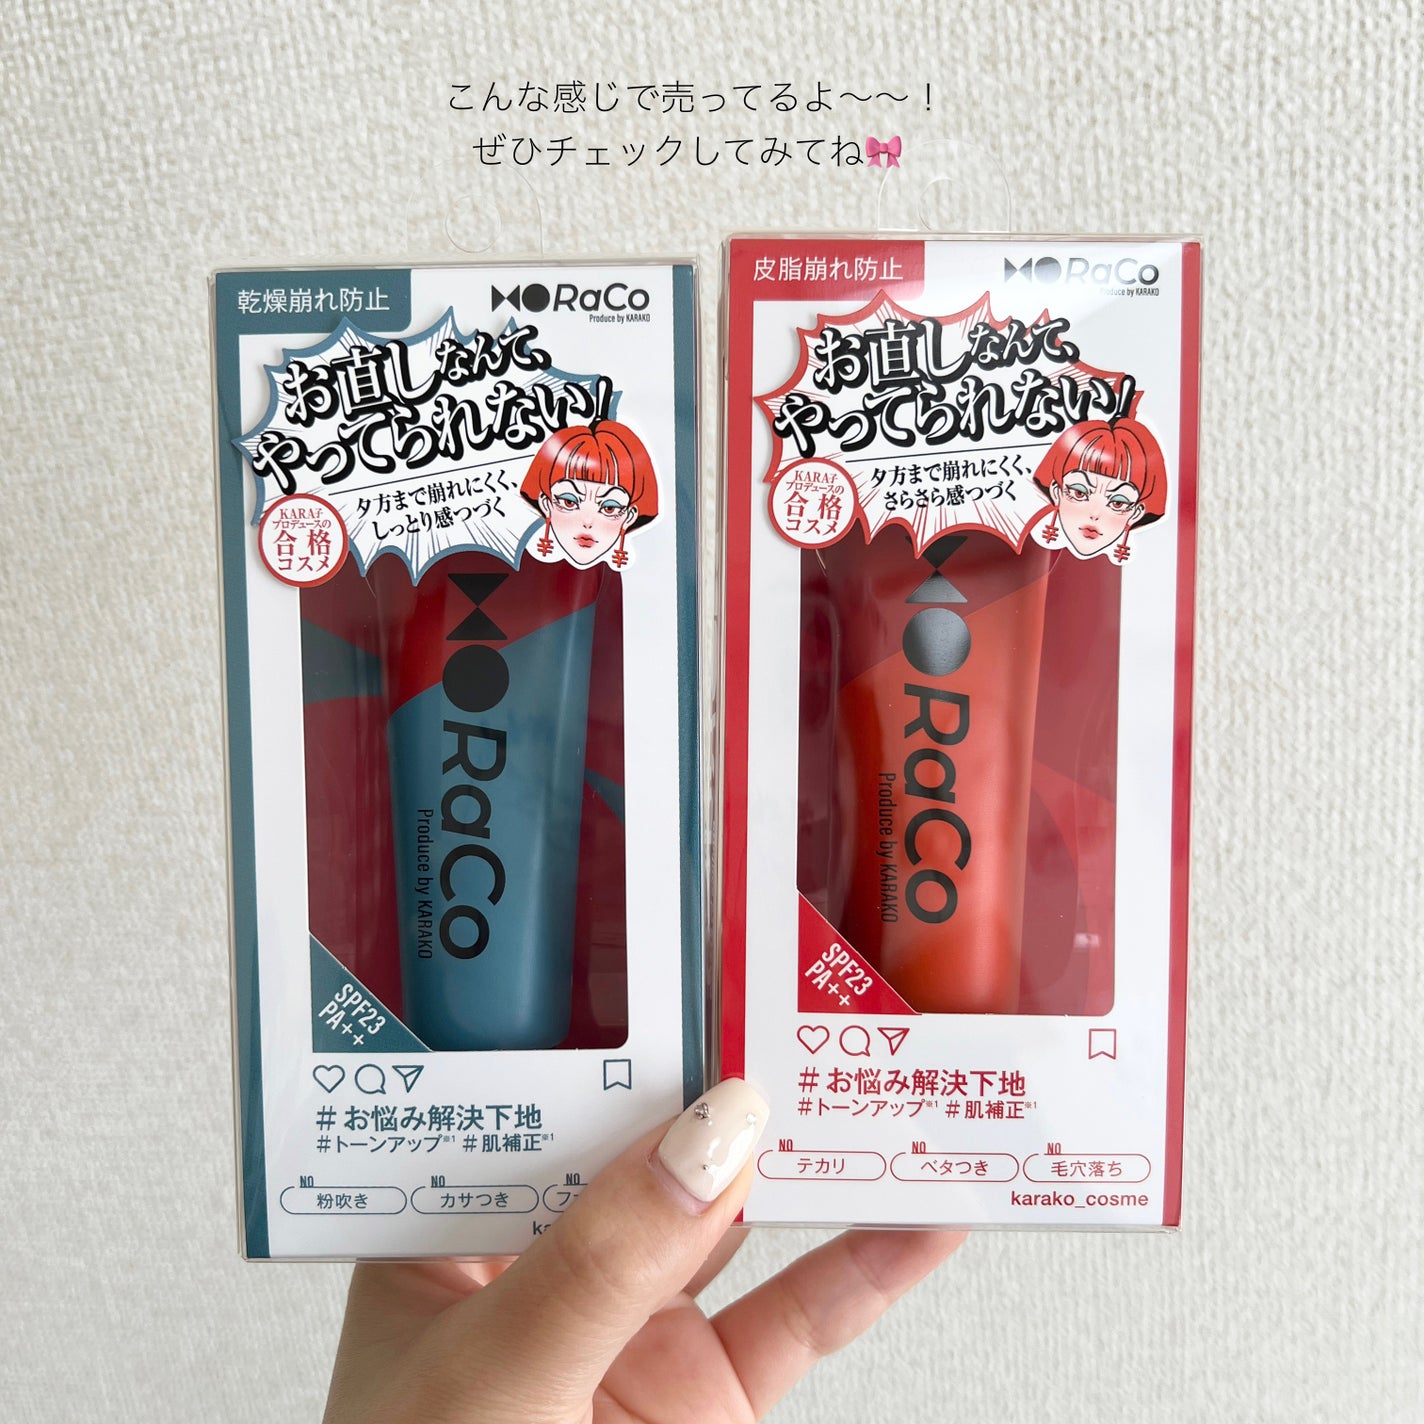 こんな感じで売ってるよ〜〜！
ぜひチェックしてみてね🎀
乾燥崩れ防止
MORaCo
Produce by KARAKO
お直しなんて、
やってられない!
夕方まで崩れにくく、
しっとり感つづく
KARA子
プロデュースの
合格
コスメ
辛 辛
MORaCo
Produce by KARAKO
SPF23
PA++
#お悩み解決下地
#トーンアップ※1 #肌補正※1
NO 粉吹き
NO カサつき
NO
皮脂崩れ防止
MORaCo
Produce by KARAKO
お直しなんて、
やってられない!
夕方まで崩れにくく、
さらさら感つづく
KARA子
プロデュースの
合格
コスメ
辛 辛
MORaCo
Produce by KARAKO
SPF23
PA++
#お悩み解決下地
#トーンアップ※1 #肌補正※1
NO テカリ
NO ベタつき
NO 毛穴落ち
karako_cosme